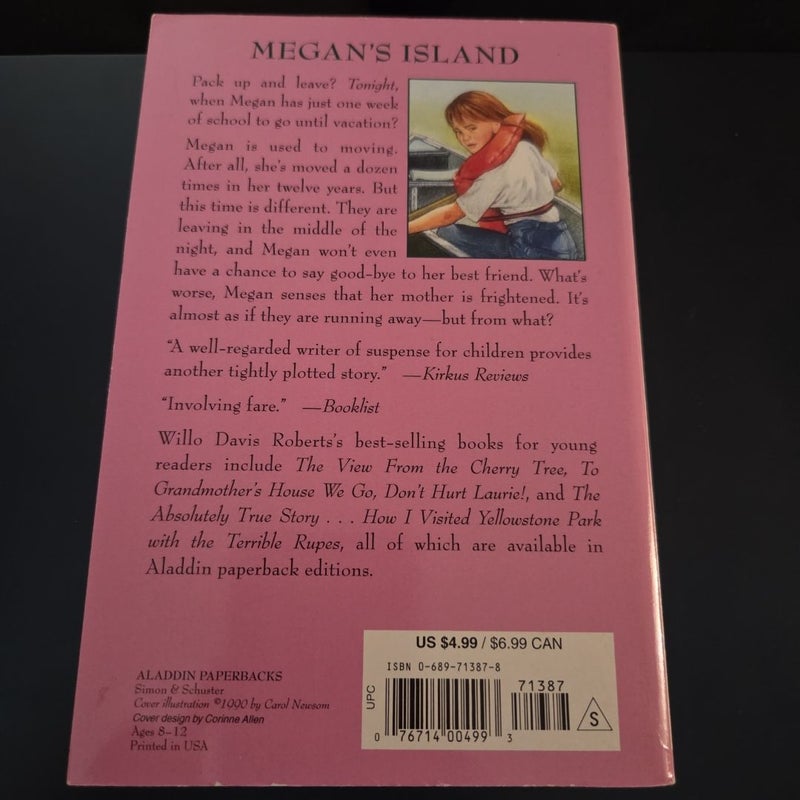 MEGAN'S ISLAND
Pack up and leave? Tonight,
when Megan has just one week
of school to go until vacation?
Megan is used to moving.
After all, she's moved a dozen
times in her twelve years. But
this time is different. They are
leaving in the middle of the
night, and Megan won't even
have a chance to say good-bye to her best friend. What's
worse, Megan senses that her mother is frightened. It's
almost as if they are running away—but from what?
"A well-regarded writer of suspense for children provides
another tightly plotted story." —Kirkus Reviews
"Involving fare." —Booklist
Willo Davis Roberts's best-selling books for young
readers include The View From the Cherry Tree, To
Grandmother's House We Go, Don't Hurt Laurie!, and The
Absolutely True Story . . . How I Visited Yellowstone Park
with the Terrible Rupes, all of which are available in
Aladdin paperback editions.
ALADDIN PAPERBACKS
Simon & Schuster
Cover illustration ©1990 by Carol Newsom
Cover design by Corinne Allen
Ages 8–12
Printed in USA
US $4.99 / $6.99 CAN
ISBN 0-689-71387-8
71387
UPC
0 76714 00499 3
S